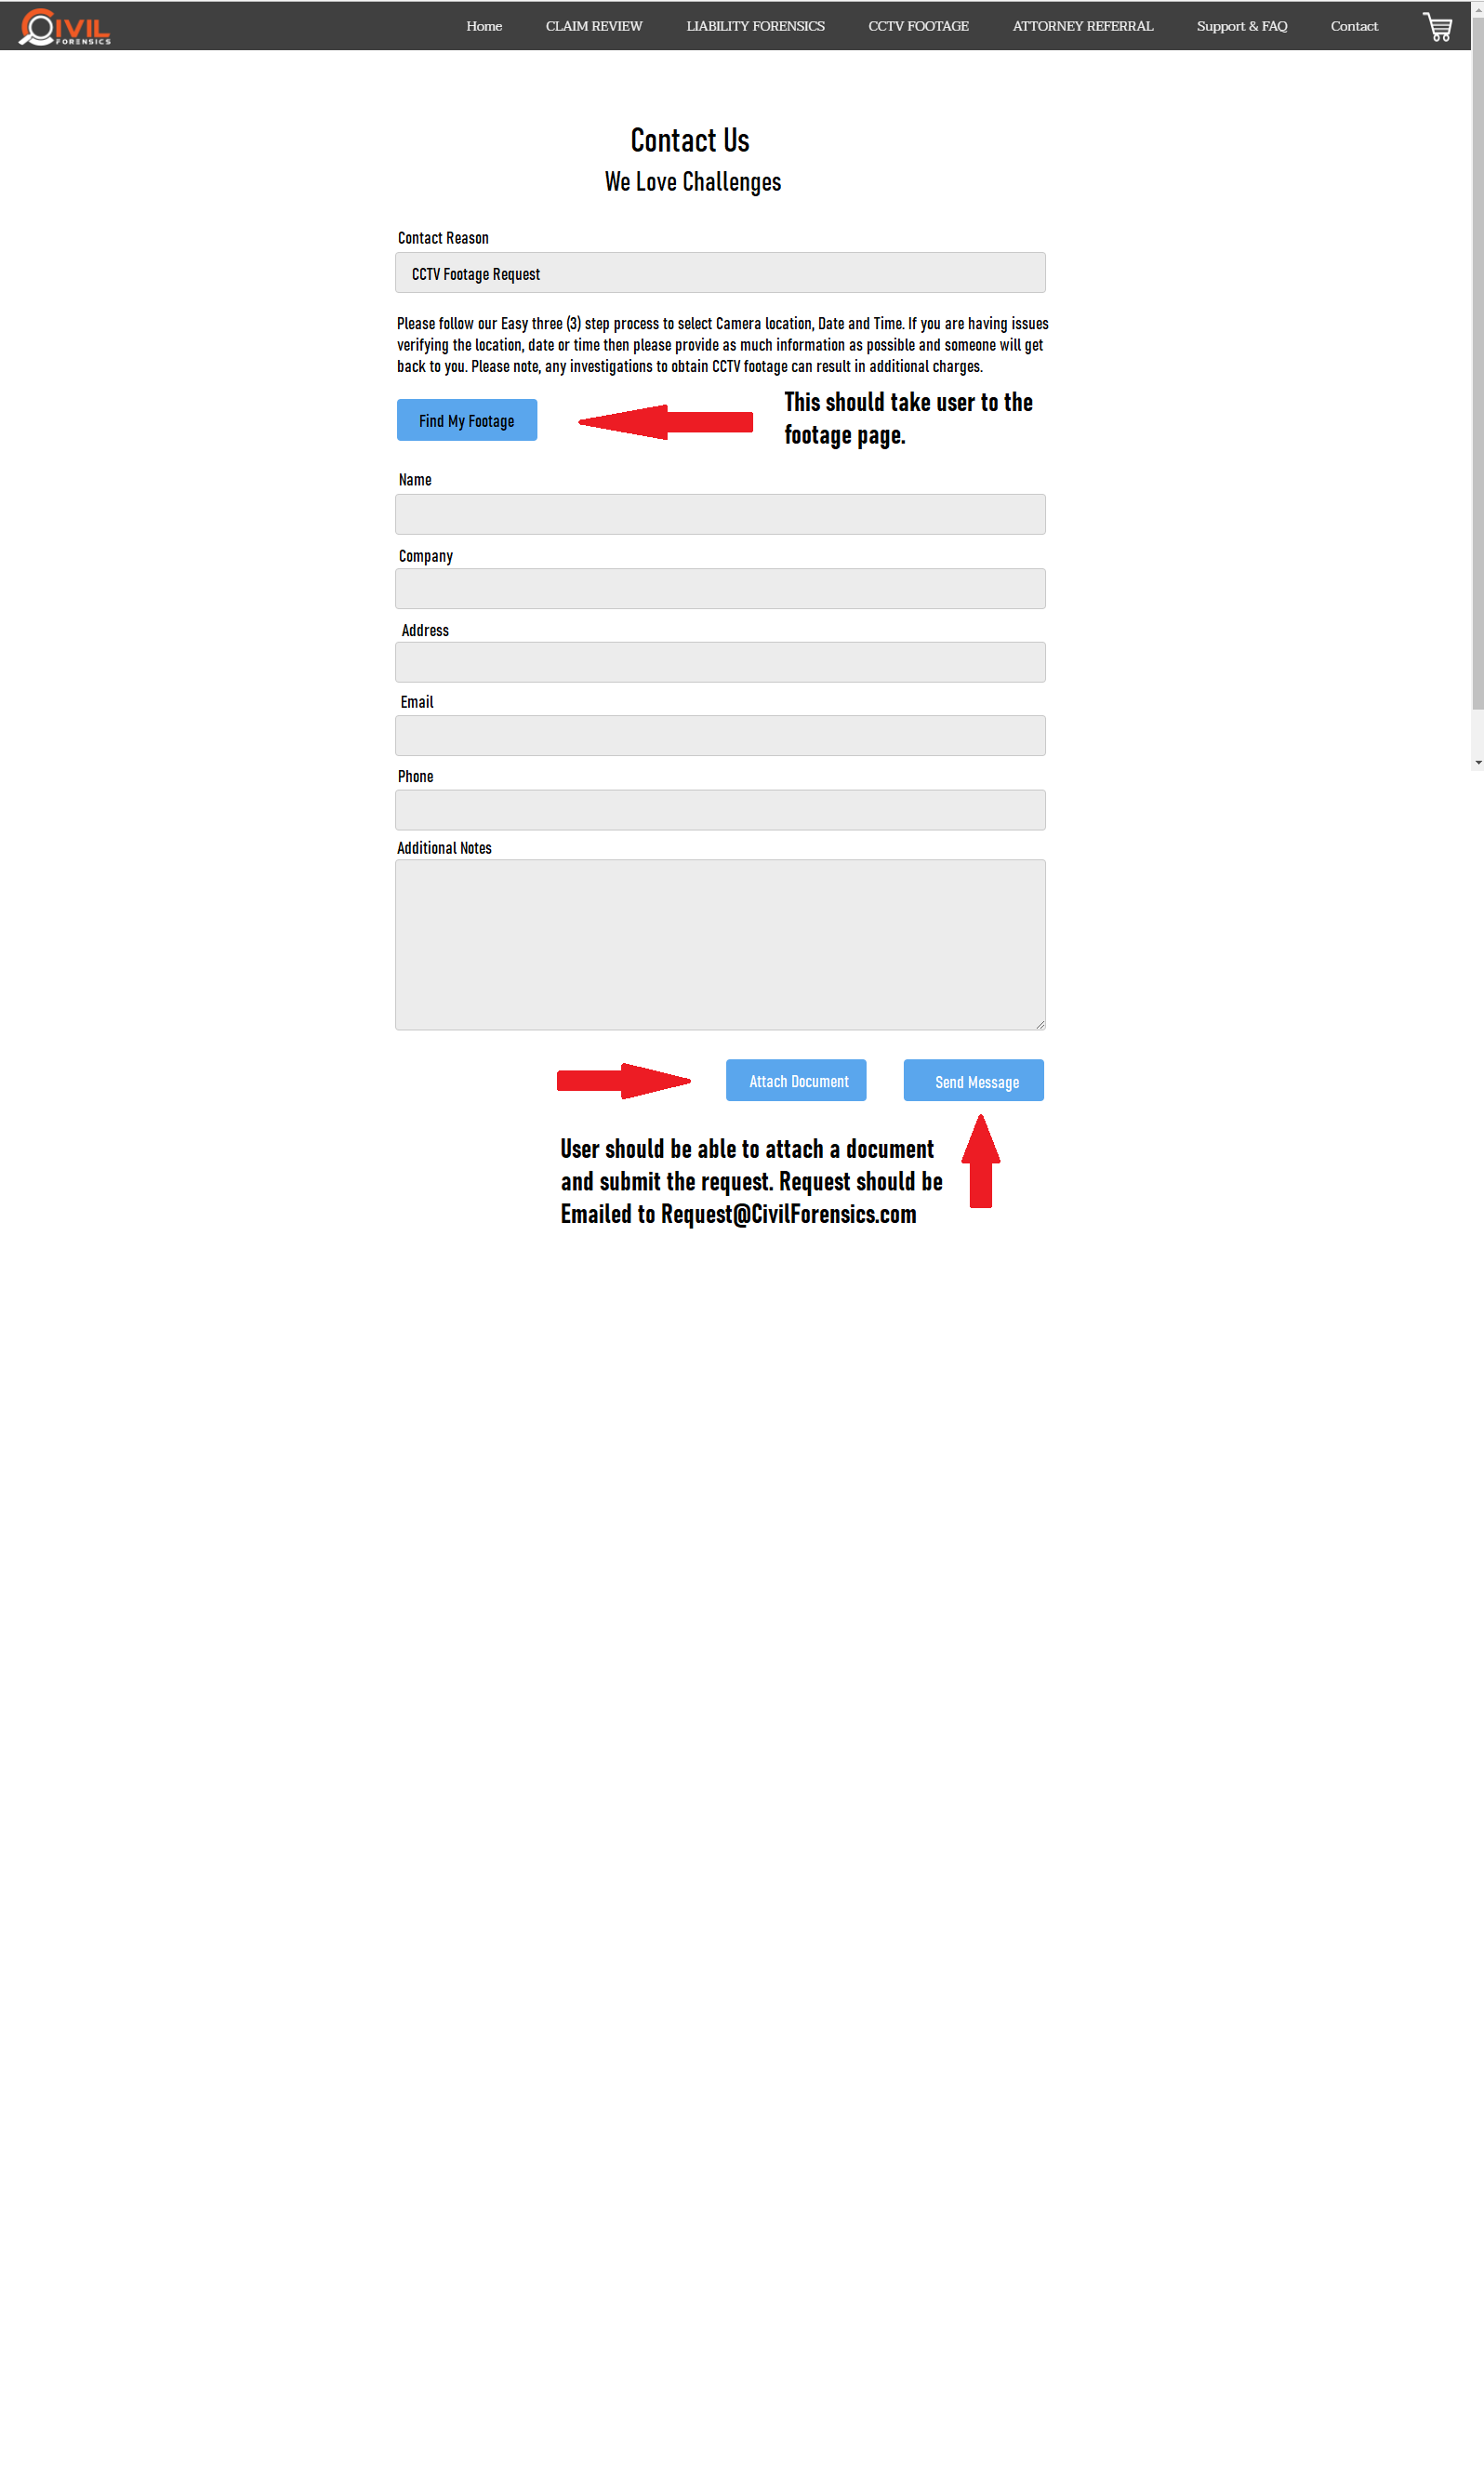 CIVIL
FORENSICS
Home CLAIM REVIEW LIABILITY FORENSICS CCTV FOOTAGE ATTORNEY REFERRAL Support & FAQ Contact
Contact Us
We Love Challenges
Contact Reason
CCTV Footage Request
Please follow our Easy three (3) step process to select Camera location, Date and Time. If you are having issues
verifying the location, date or time then please provide as much information as possible and someone will get
back to you. Please note, any investigations to obtain CCTV footage can result in additional charges.
Find My Footage
This should take user to the
footage page.
Name
Company
Address
Email
Phone
Additional Notes
Attach Document
Send Message
User should be able to attach a document
and submit the request. Request should be
Emailed to Request@CivilForensics.com